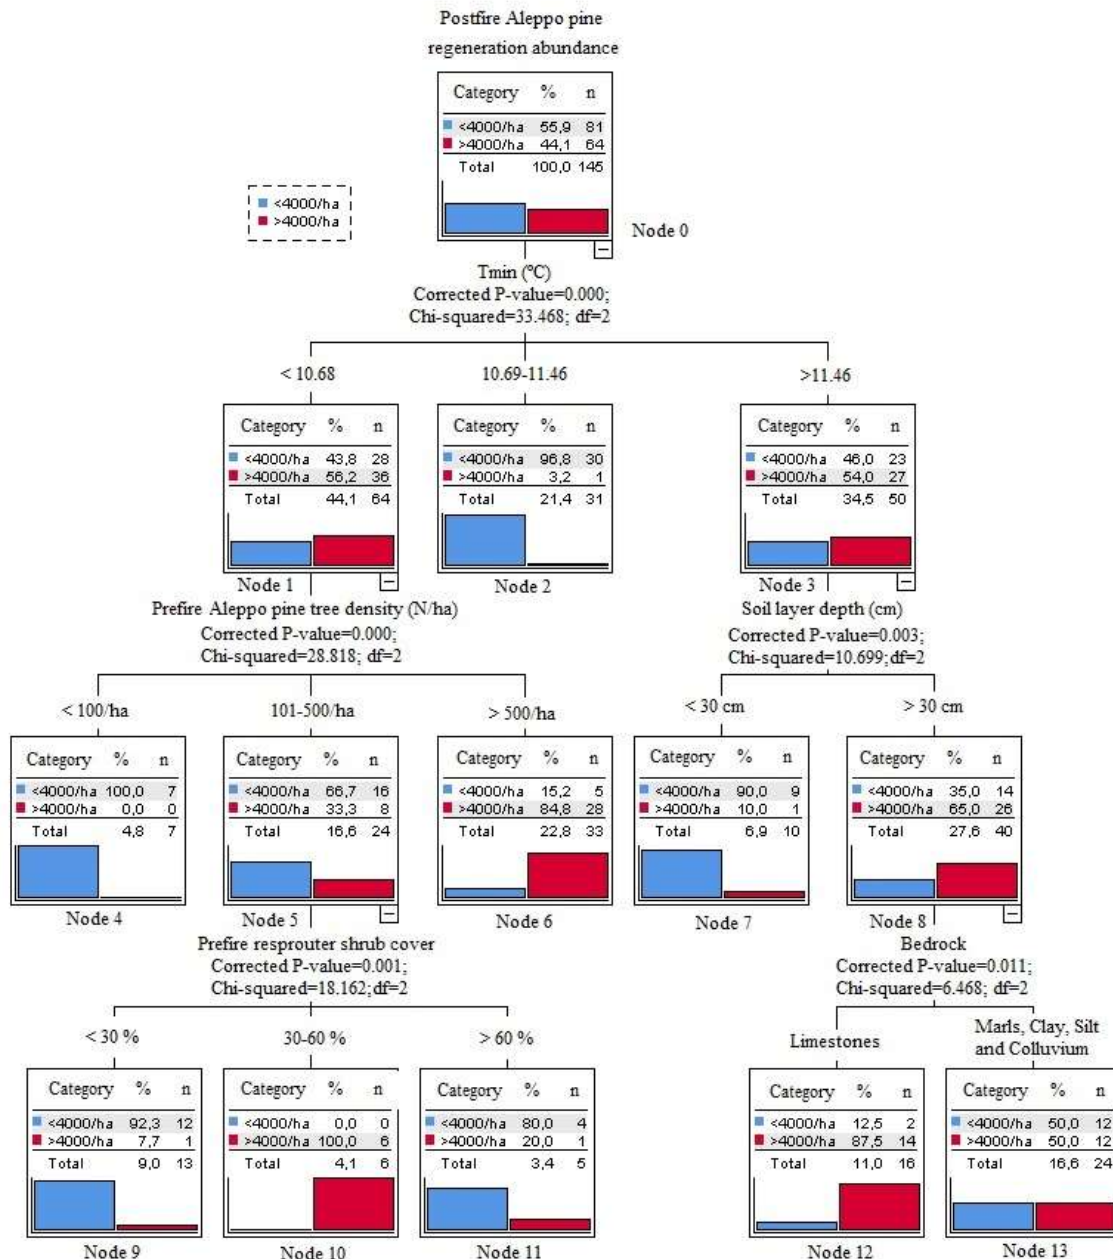 Postfire Aleppo pine
regeneration abundance
Category % n
<4000/ha 55,9 81
>4000/ha 44,1 64
Total 100,0 145
<4000/ha
>4000/ha
Node 0
Tmin (ºC)
Corrected P-value=0.000;
Chi-squared=33.468; df=2
< 10.68
10.69-11.46
>11.46
Category % n
<4000/ha 43,8 28
>4000/ha 56,2 36
Total 44,1 64
Node 1
Category % n
<4000/ha 96,8 30
>4000/ha 3,2 1
Total 21,4 31
Node 2
Category % n
<4000/ha 46,0 23
>4000/ha 54,0 27
Total 34,5 50
Node 3
Prefire Aleppo pine tree density (N/ha)
Corrected P-value=0.000;
Chi-squared=28.818; df=2
Soil layer depth (cm)
Corrected P-value=0.003;
Chi-squared=10.699;df=2
< 100/ha
101-500/ha
> 500/ha
< 30 cm
> 30 cm
Category % n
<4000/ha 100,0 7
>4000/ha 0,0 0
Total 4,8 7
Node 4
Category % n
<4000/ha 66,7 16
>4000/ha 33,3 8
Total 16,6 24
Node 5
Category % n
<4000/ha 15,2 5
>4000/ha 84,8 28
Total 22,8 33
Node 6
Category % n
<4000/ha 90,0 9
>4000/ha 10,0 1
Total 6,9 10
Node 7
Category % n
<4000/ha 35,0 14
>4000/ha 65,0 26
Total 27,6 40
Node 8
Prefire resprouter shrub cover
Corrected P-value=0.001;
Chi-squared=18.162;df=2
Bedrock
Corrected P-value=0.011;
Chi-squared=6.468; df=2
< 30 %
30-60 %
> 60 %
Limestones
Marls, Clay, Silt
and Colluvium
Category % n
<4000/ha 92,3 12
>4000/ha 7,7 1
Total 9,0 13
Node 9
Category % n
<4000/ha 0,0 0
>4000/ha 100,0 6
Total 4,1 6
Node 10
Category % n
<4000/ha 80,0 4
>4000/ha 20,0 1
Total 3,4 5
Node 11
Category % n
<4000/ha 12,5 2
>4000/ha 87,5 14
Total 11,0 16
Node 12
Category % n
<4000/ha 50,0 12
>4000/ha 50,0 12
Total 16,6 24
Node 13